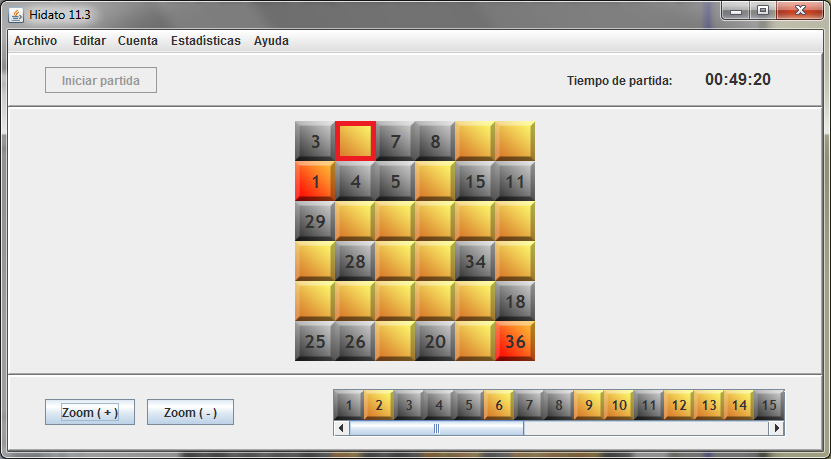 Hidato 11.3
Archivo Editar Cuenta Estadísticas Ayuda
Iniciar partida Tiempo de partida: 00:49:20
3 7 8
1 4 5 15 11
29
28 34
18
25 26 20 36
Zoom ( + ) Zoom ( - ) 1 2 3 4 5 6 7 8 9 10 11 12 13 14 15